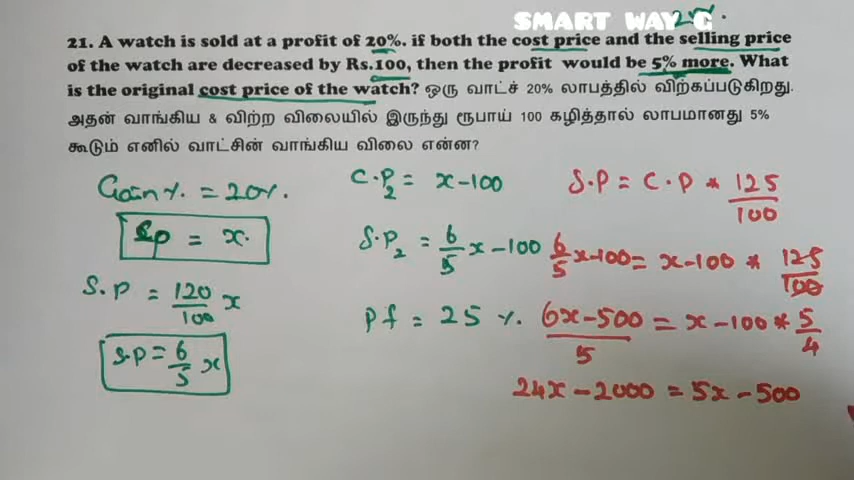 SMART WAY G
25%.
21. A watch is sold at a profit of 20%. if both the cost price and the selling price
of the watch are decreased by Rs.100, then the profit would be 5% more. What
is the original cost price of the watch? ஒரு வாட்ச் 20% லாபத்தில் விற்கப்படுகிறது.
அதன் வாங்கிய & விற்ற விலையில் இருந்து ரூபாய் 100 கழித்தால் லாபமானது 5%
கூடும் எனில் வாட்சின் வாங்கிய விலை என்ன?
Gain% = 20%.
Cp = x.
S.P = 120/100 x
S.P = 6/5 x
C.P2 = x-100
S.P2 = 6/5 x - 100
Pf = 25 %.
S.P = C.P * 125/100
6/5 x-100 = x-100 * 125/100
6x-500/5 = x-100 * 5/4
24x - 2000 = 5x - 500